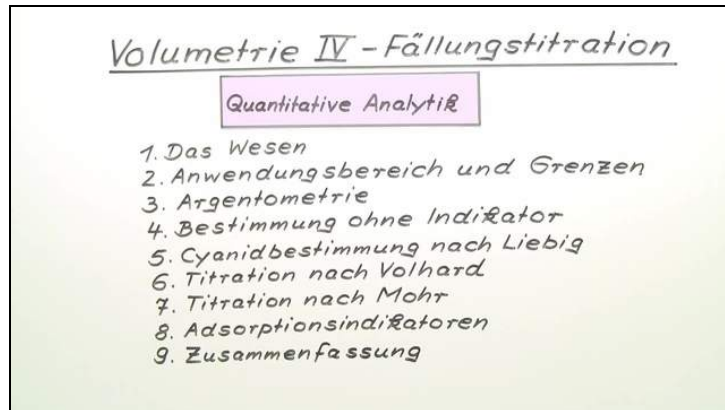 Volumetrie IV - Fällungstitration
Quantitative Analytik
1. Das Wesen
2. Anwendungsbereich und Grenzen
3. Argentometrie
4. Bestimmung ohne Indikator
5. Cyanidbestimmung nach Liebig
6. Titration nach Volhard
7. Titration nach Mohr
8. Adsorptionsindikatoren
9. Zusammenfassung